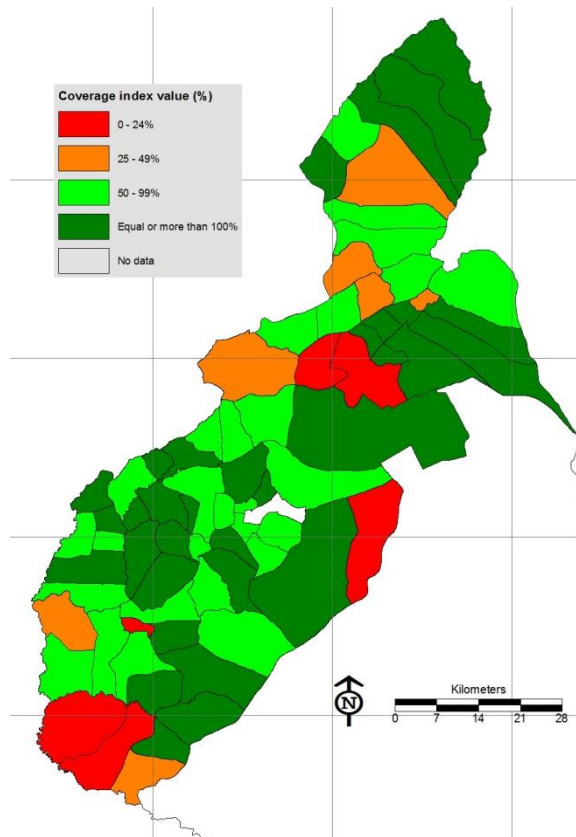 Coverage index value (%)
0 - 24%
25 - 49%
50 - 99%
Equal or more than 100%
No data
N
Kilometers
0 7 14 21 28